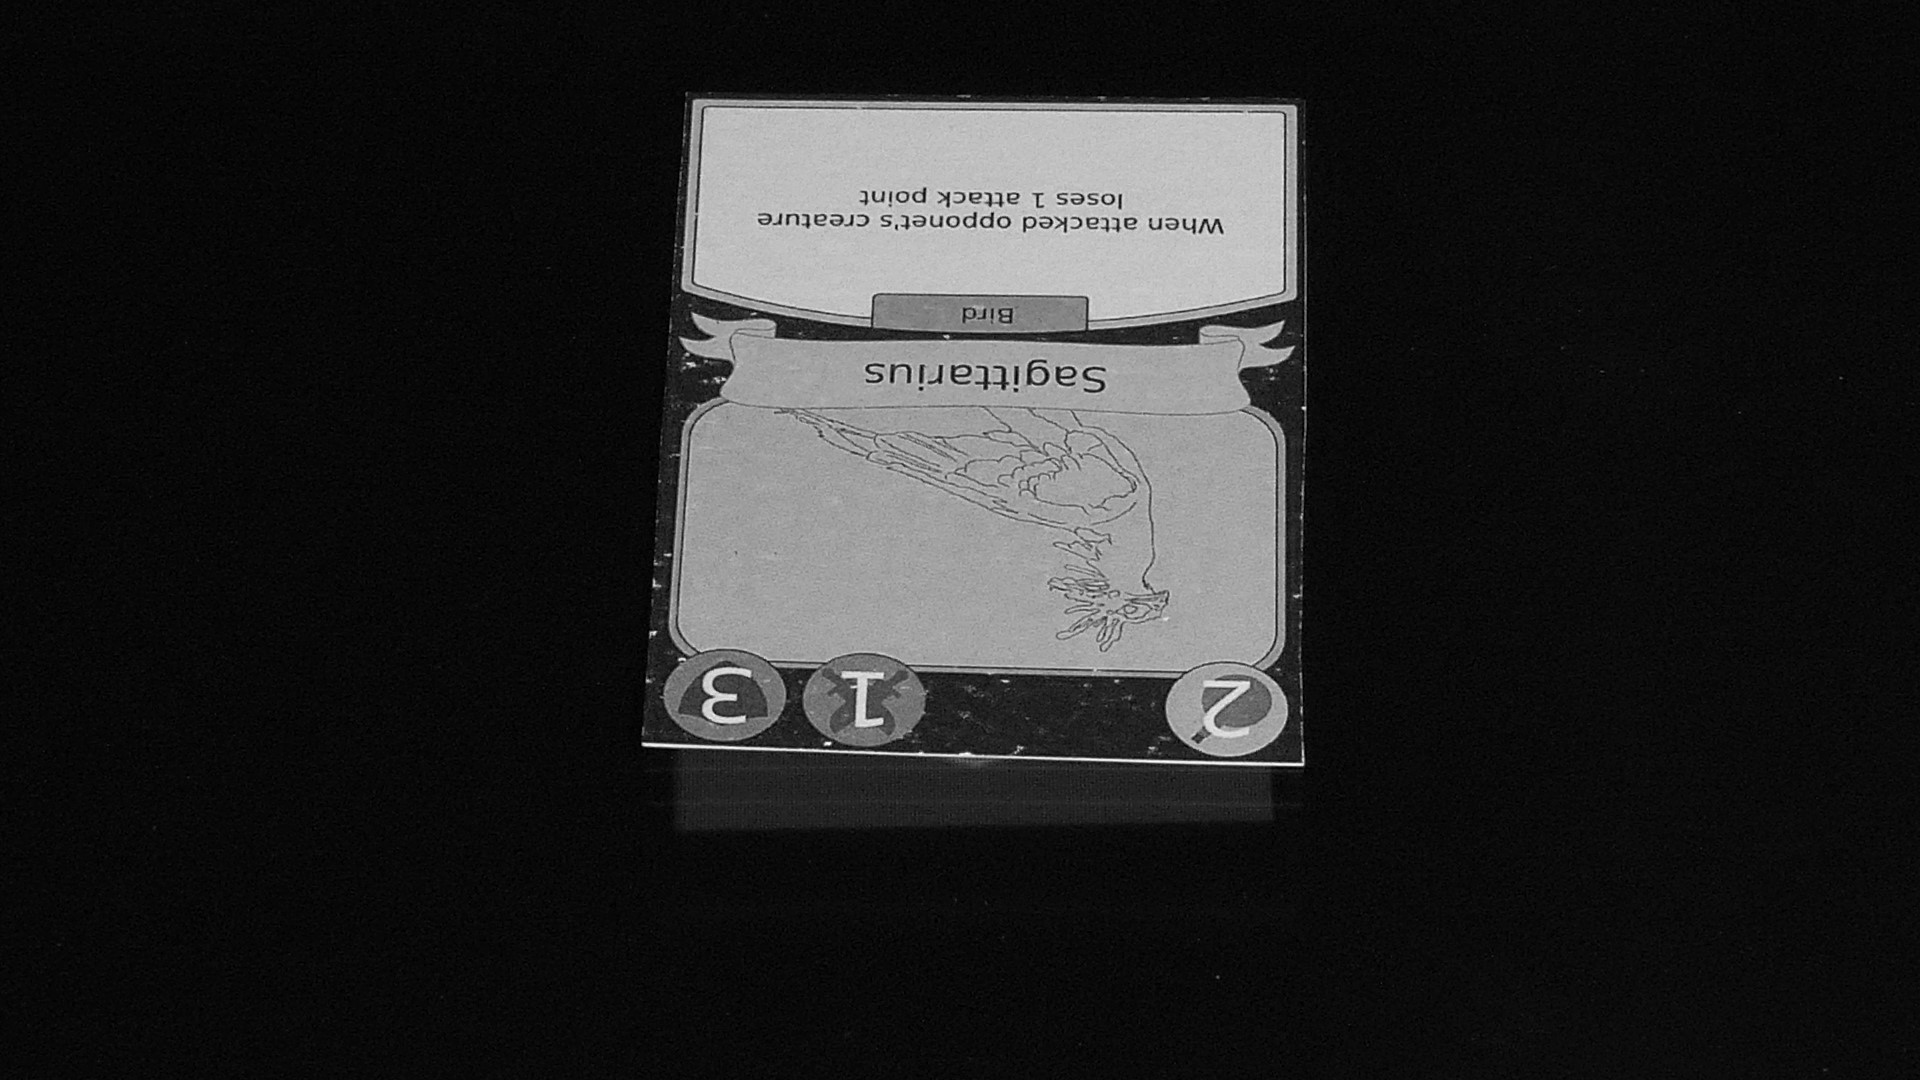 2 1 3
Sagittarius
Bird
When attacked opponet's creature
loses 1 attack point